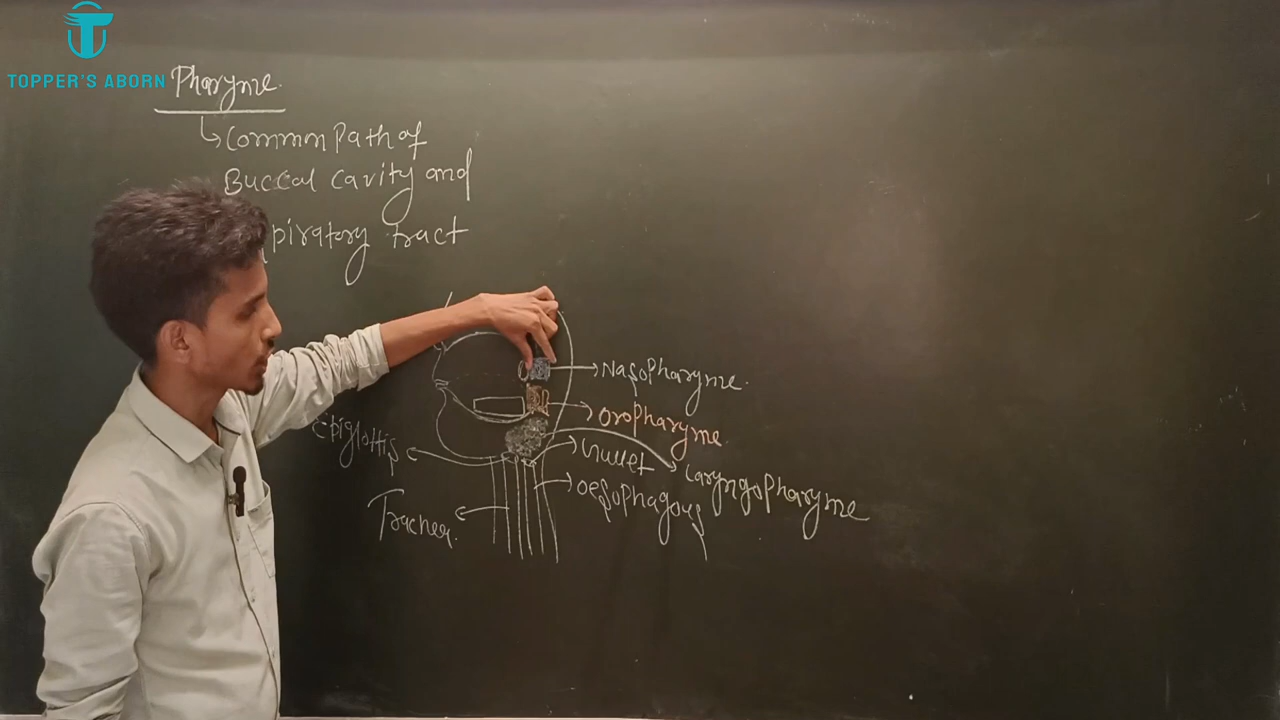 TOPPER'S ABORN
Pharynx.
Common Path of
Buccal cavity and
piratory tract
Nasopharynx.
Oropharynx.
Gullet
Laryngopharynx
Oesophagous
Epiglottis
Trachea.